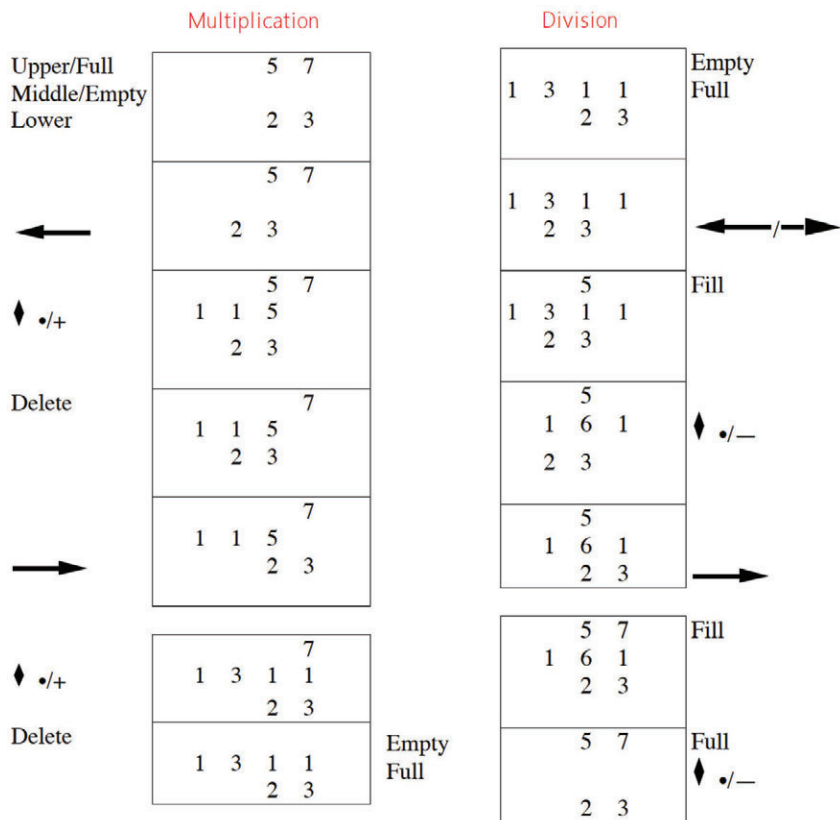 Multiplication
Upper/Full
Middle/Empty
Lower
5 7
2 3
5 7
2 3
•/+
5 7
1 1 5
2 3
Delete
7
1 1 5
2 3
7
1 1 5
2 3
•/+
7
1 3 1 1
2 3
Delete
1 3 1 1
2 3
Empty
Full
Division
1 3 1 1
2 3
Empty
Full
1 3 1 1
2 3
/
5
1 3 1 1
2 3
Fill
5
1 6 1
2 3
•/—
5
1 6 1
2 3
5 7
1 6 1
2 3
Fill
5 7
2 3
Full
•/—